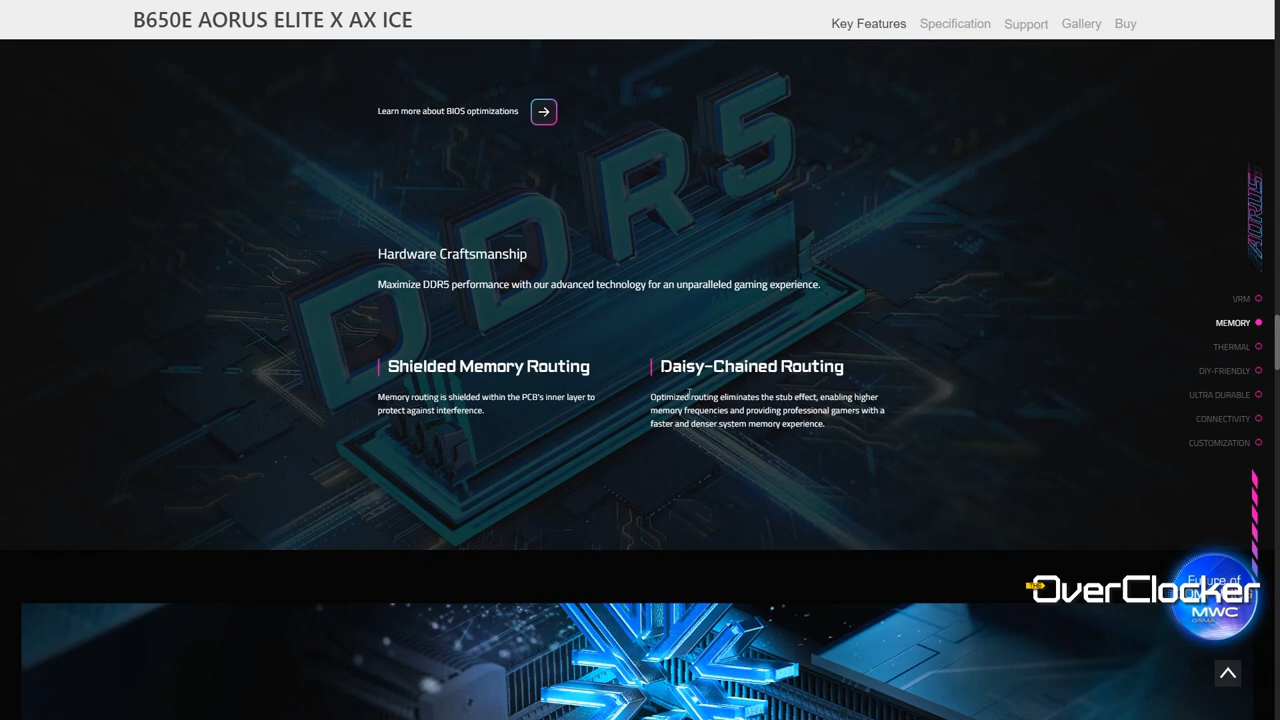 B650E AORUS ELITE X AX ICE
Key Features Specification Support Gallery Buy
Learn more about BIOS optimizations
DDR5
AORUS
Hardware Craftsmanship
Maximize DDR5 performance with our advanced technology for an unparalleled gaming experience.
VRM
MEMORY
THERMAL
DIY-FRIENDLY
ULTRA DURABLE
CONNECTIVITY
CUSTOMIZATION
Shielded Memory Routing
Memory routing is shielded within the PCB's inner layer to
protect against interference.
Daisy-Chained Routing
Optimized routing eliminates the stub effect, enabling higher
memory frequencies and providing professional gamers with a
faster and denser system memory experience.
THE OverClocker
Future of
MWC